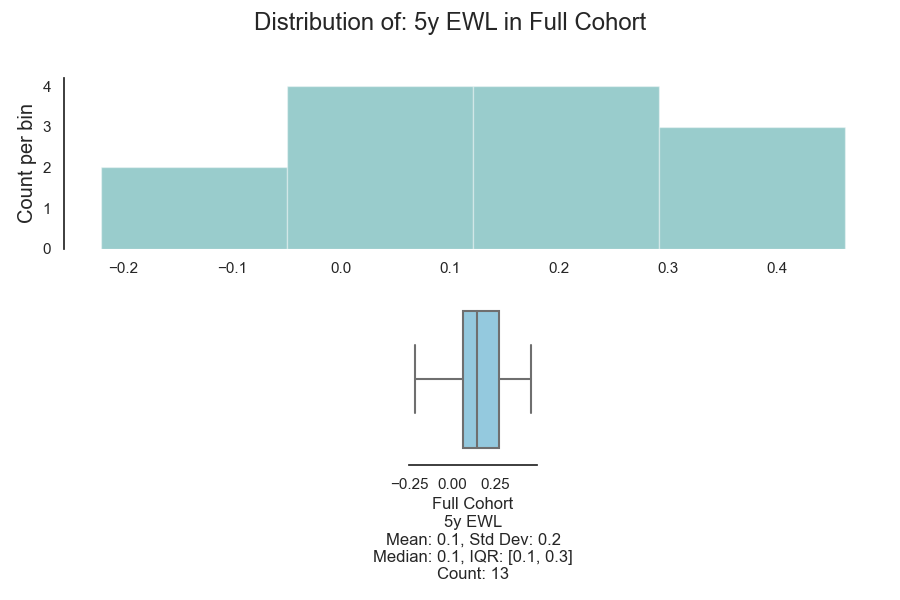 Distribution of: 5y EWL in Full Cohort
Count per bin
4
3
2
1
0
−0.2 −0.1 0.0 0.1 0.2 0.3 0.4
−0.25 0.00 0.25
Full Cohort
5y EWL
Mean: 0.1, Std Dev: 0.2
Median: 0.1, IQR: [0.1, 0.3]
Count: 13